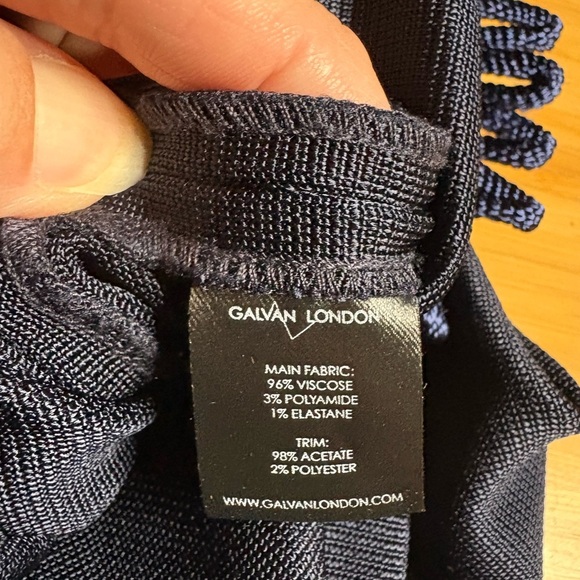 GALVAN LONDON
MAIN FABRIC:
96% VISCOSE
3% POLYAMIDE
1% ELASTANE
TRIM:
98% ACETATE
2% POLYESTER
WWW.GALVANLONDON.COM